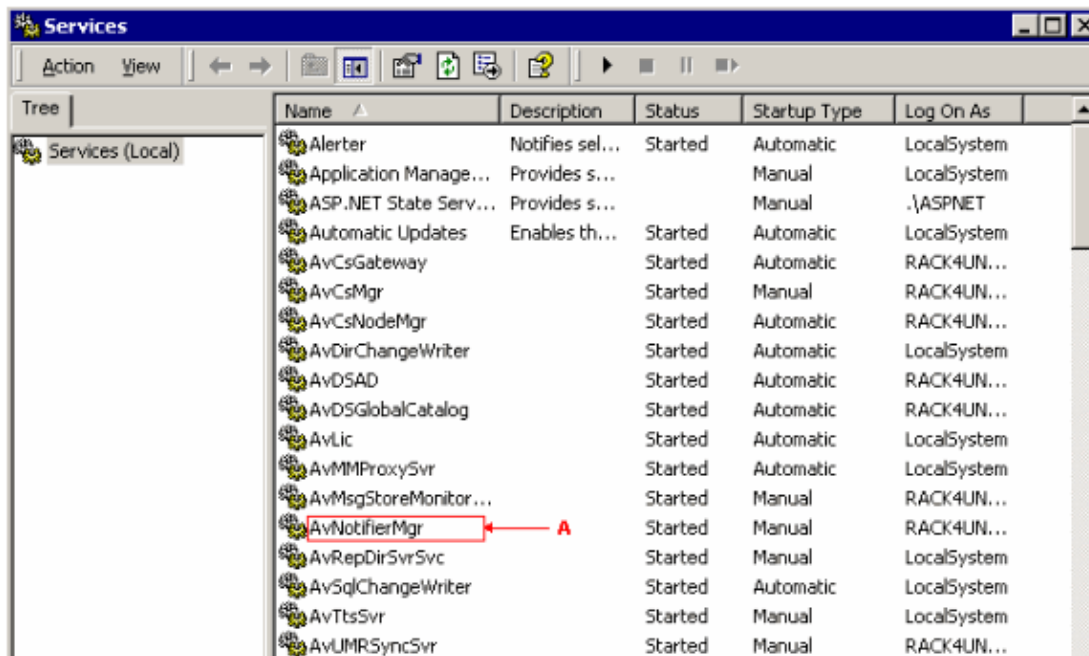 Services
Action View
Tree
Services (Local)
Name Description Status Startup Type Log On As
Alerter Notifies sel... Started Automatic LocalSystem
Application Manage... Provides s... Manual LocalSystem
ASP.NET State Serv... Provides s... Manual .\ASPNET
Automatic Updates Enables th... Started Automatic LocalSystem
AvCsGateway Started Automatic RACK4UN...
AvCsMgr Started Manual RACK4UN...
AvCsNodeMgr Started Automatic RACK4UN...
AvDirChangeWriter Started Automatic LocalSystem
AvDSAD Started Automatic RACK4UN...
AvDSGlobalCatalog Started Automatic RACK4UN...
AvLic Started Automatic LocalSystem
AvMMProxySvr Started Automatic LocalSystem
AvMsgStoreMonitor... Started Manual RACK4UN...
AvNotifierMgr A Started Manual RACK4UN...
AvRepDirSvrSvc Started Manual LocalSystem
AvSqlChangeWriter Started Automatic LocalSystem
AvTtsSvr Started Manual LocalSystem
AvUMRSyncSvr Started Manual RACK4UN...